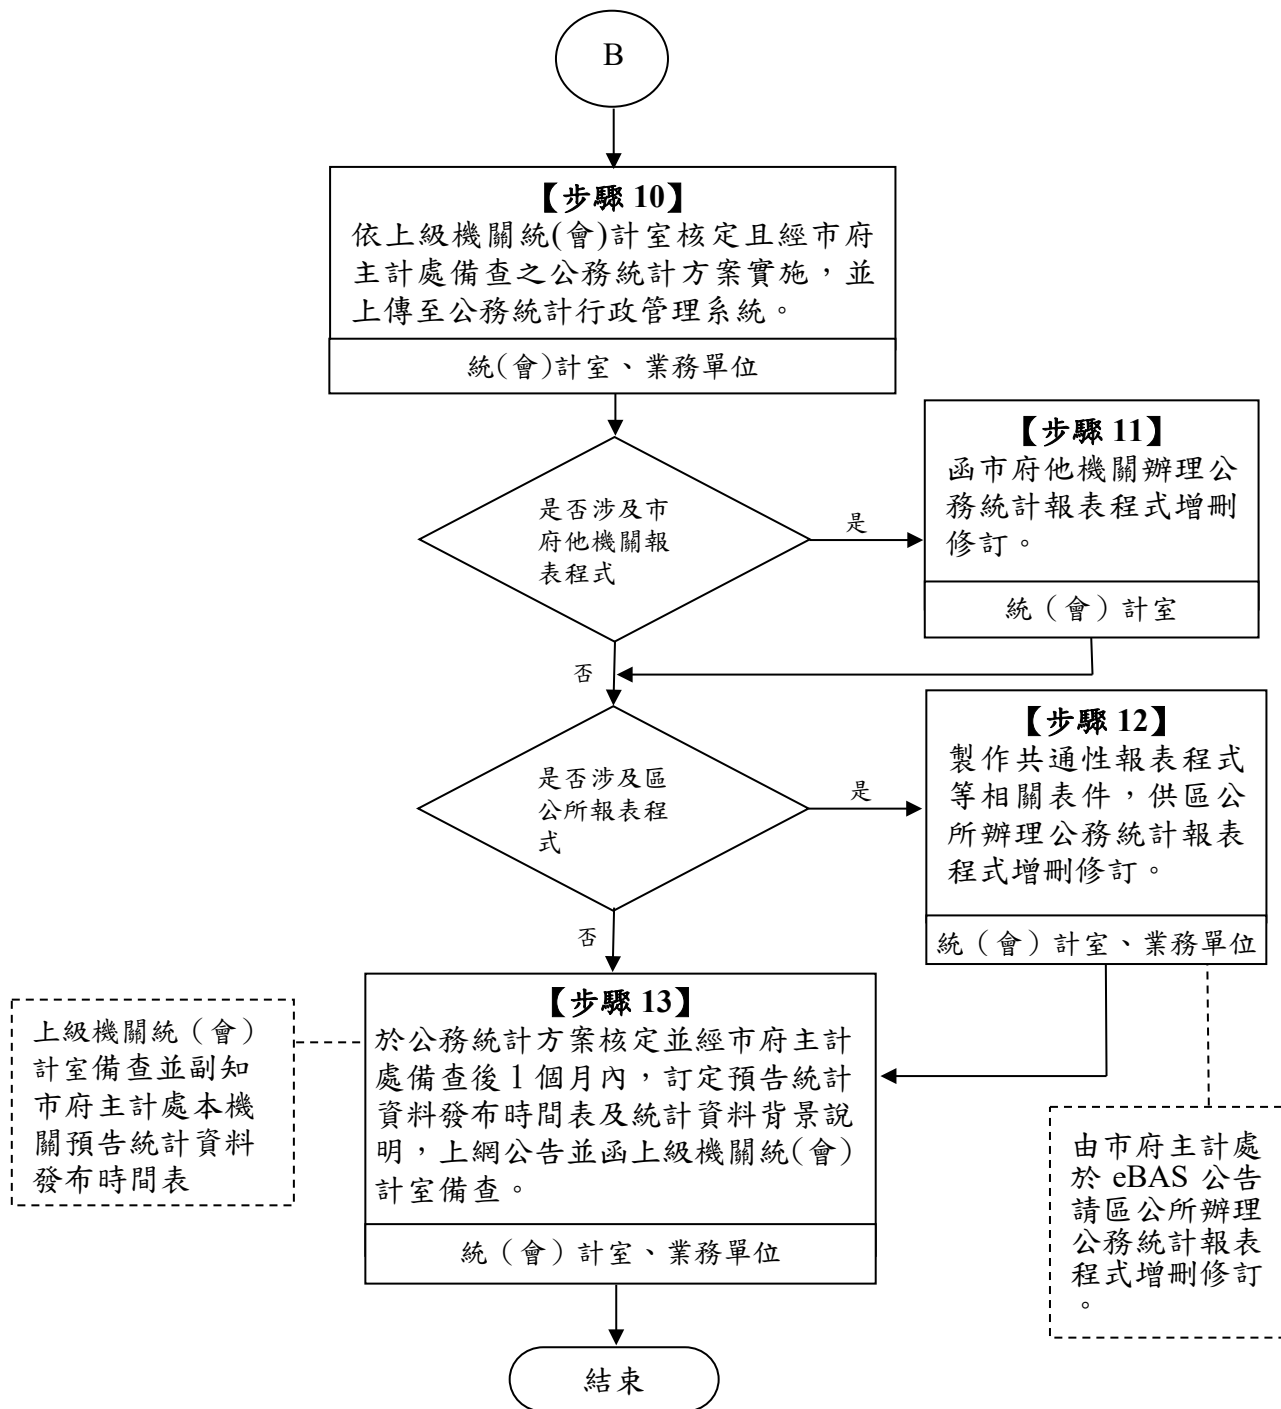 B
【步驟 10】
依上級機關統(會)計室核定且經市府
主計處備查之公務統計方案實施，並
上傳至公務統計行政管理系統。
統(會)計室、業務單位
是否涉及市
府他機關報
表程式
是
【步驟 11】
函市府他機關辦理公
務統計報表程式增刪
修訂。
統（會）計室
否
是否涉及區
公所報表程
式
是
【步驟 12】
製作共通性報表程式
等相關表件，供區公
所辦理公務統計報表
程式增刪修訂。
統（會）計室、業務單位
否
【步驟 13】
於公務統計方案核定並經市府主計
處備查後 1 個月內，訂定預告統計
資料發布時間表及統計資料背景說
明，上網公告並函上級機關統(會)
計室備查。
統（會）計室、業務單位
上級機關統（會）
計室備查並副知
市府主計處本機
關預告統計資料
發布時間表
由市府主計處
於 eBAS 公告
請區公所辦理
公務統計報表
程式增刪修訂
。
結束